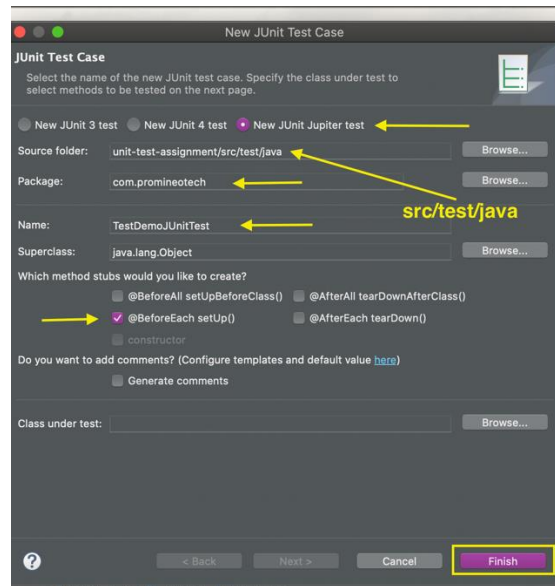 New JUnit Test Case
JUnit Test Case
Select the name of the new JUnit test case. Specify the class under test to
select methods to be tested on the next page.
New JUnit 3 test New JUnit 4 test New JUnit Jupiter test
Source folder: unit-test-assignment/src/test/java Browse...
Package: com.promineotech Browse...
src/test/java
Name: TestDemoJUnitTest
Superclass: java.lang.Object Browse...
Which method stubs would you like to create?
@BeforeAll setUpBeforeClass() @AfterAll tearDownAfterClass()
@BeforeEach setUp() @AfterEach tearDown()
constructor
Do you want to add comments? (Configure templates and default value here)
Generate comments
Class under test: Browse...
? < Back Next > Cancel Finish